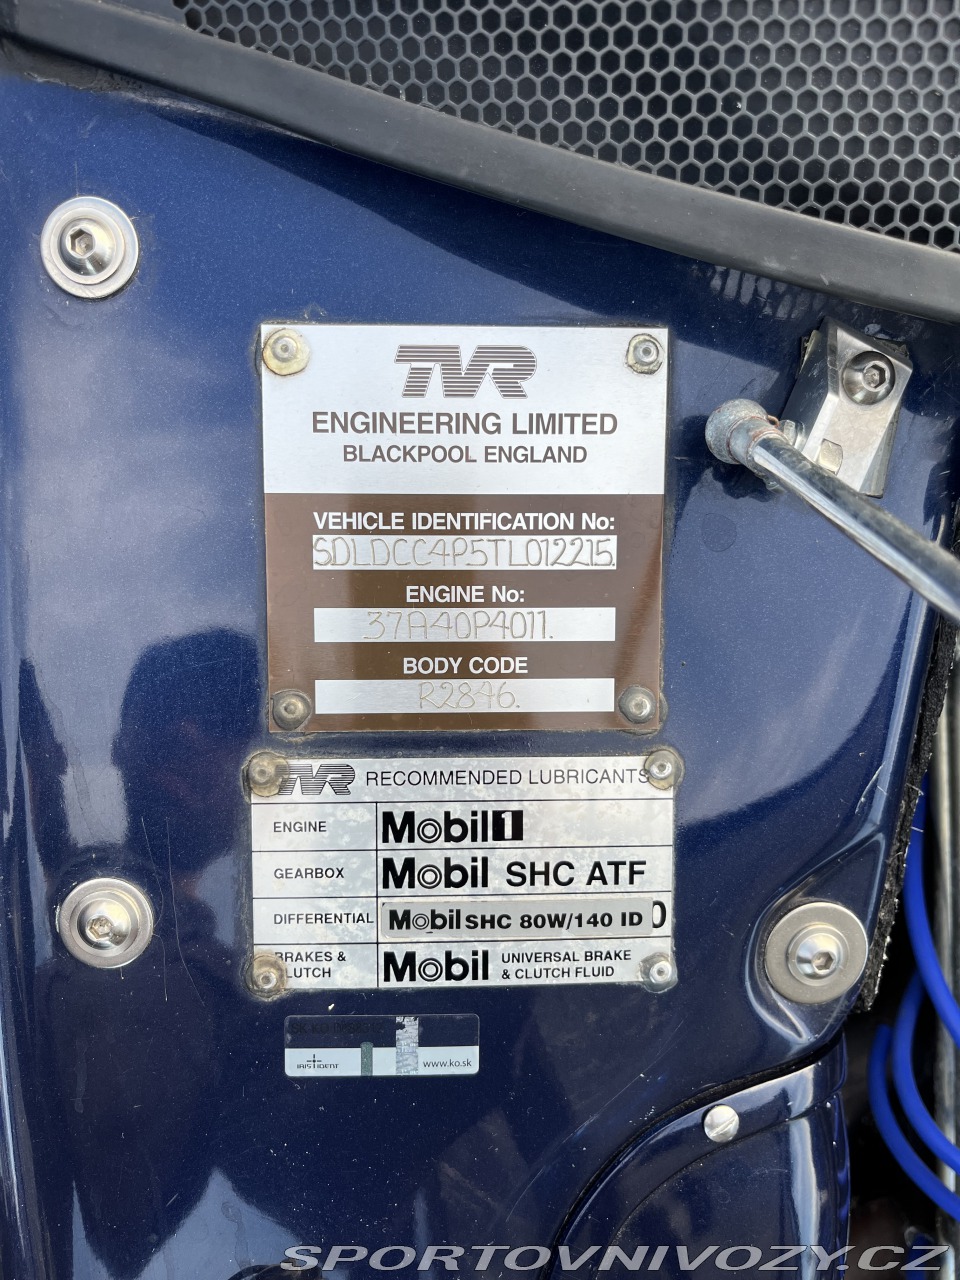 TVR
ENGINEERING LIMITED
BLACKPOOL ENGLAND
VEHICLE IDENTIFICATION No:
SDLDCC4P5TL012215.
ENGINE No:
37A40P4011.
BODY CODE
R2846.
TVR RECOMMENDED LUBRICANTS
ENGINE Mobil 1
GEARBOX Mobil SHC ATF
DIFFERENTIAL Mobil SHC 80W/140 ID
BRAKES & CLUTCH Mobil UNIVERSAL BRAKE & CLUTCH FLUID
IRIS IDENT
www.ko.sk
SPORTOVNIVOZY.CZ